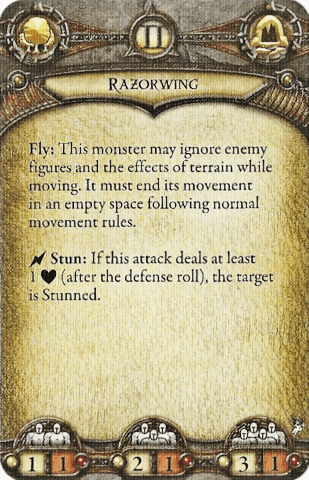 II
RAZORWING
Fly: This monster may ignore enemy
figures and the effects of terrain while
moving. It must end its movement
in an empty space following normal
movement rules.
Stun: If this attack deals at least
1 ♥ (after the defense roll), the target
is Stunned.
1 1 2 1 3 1